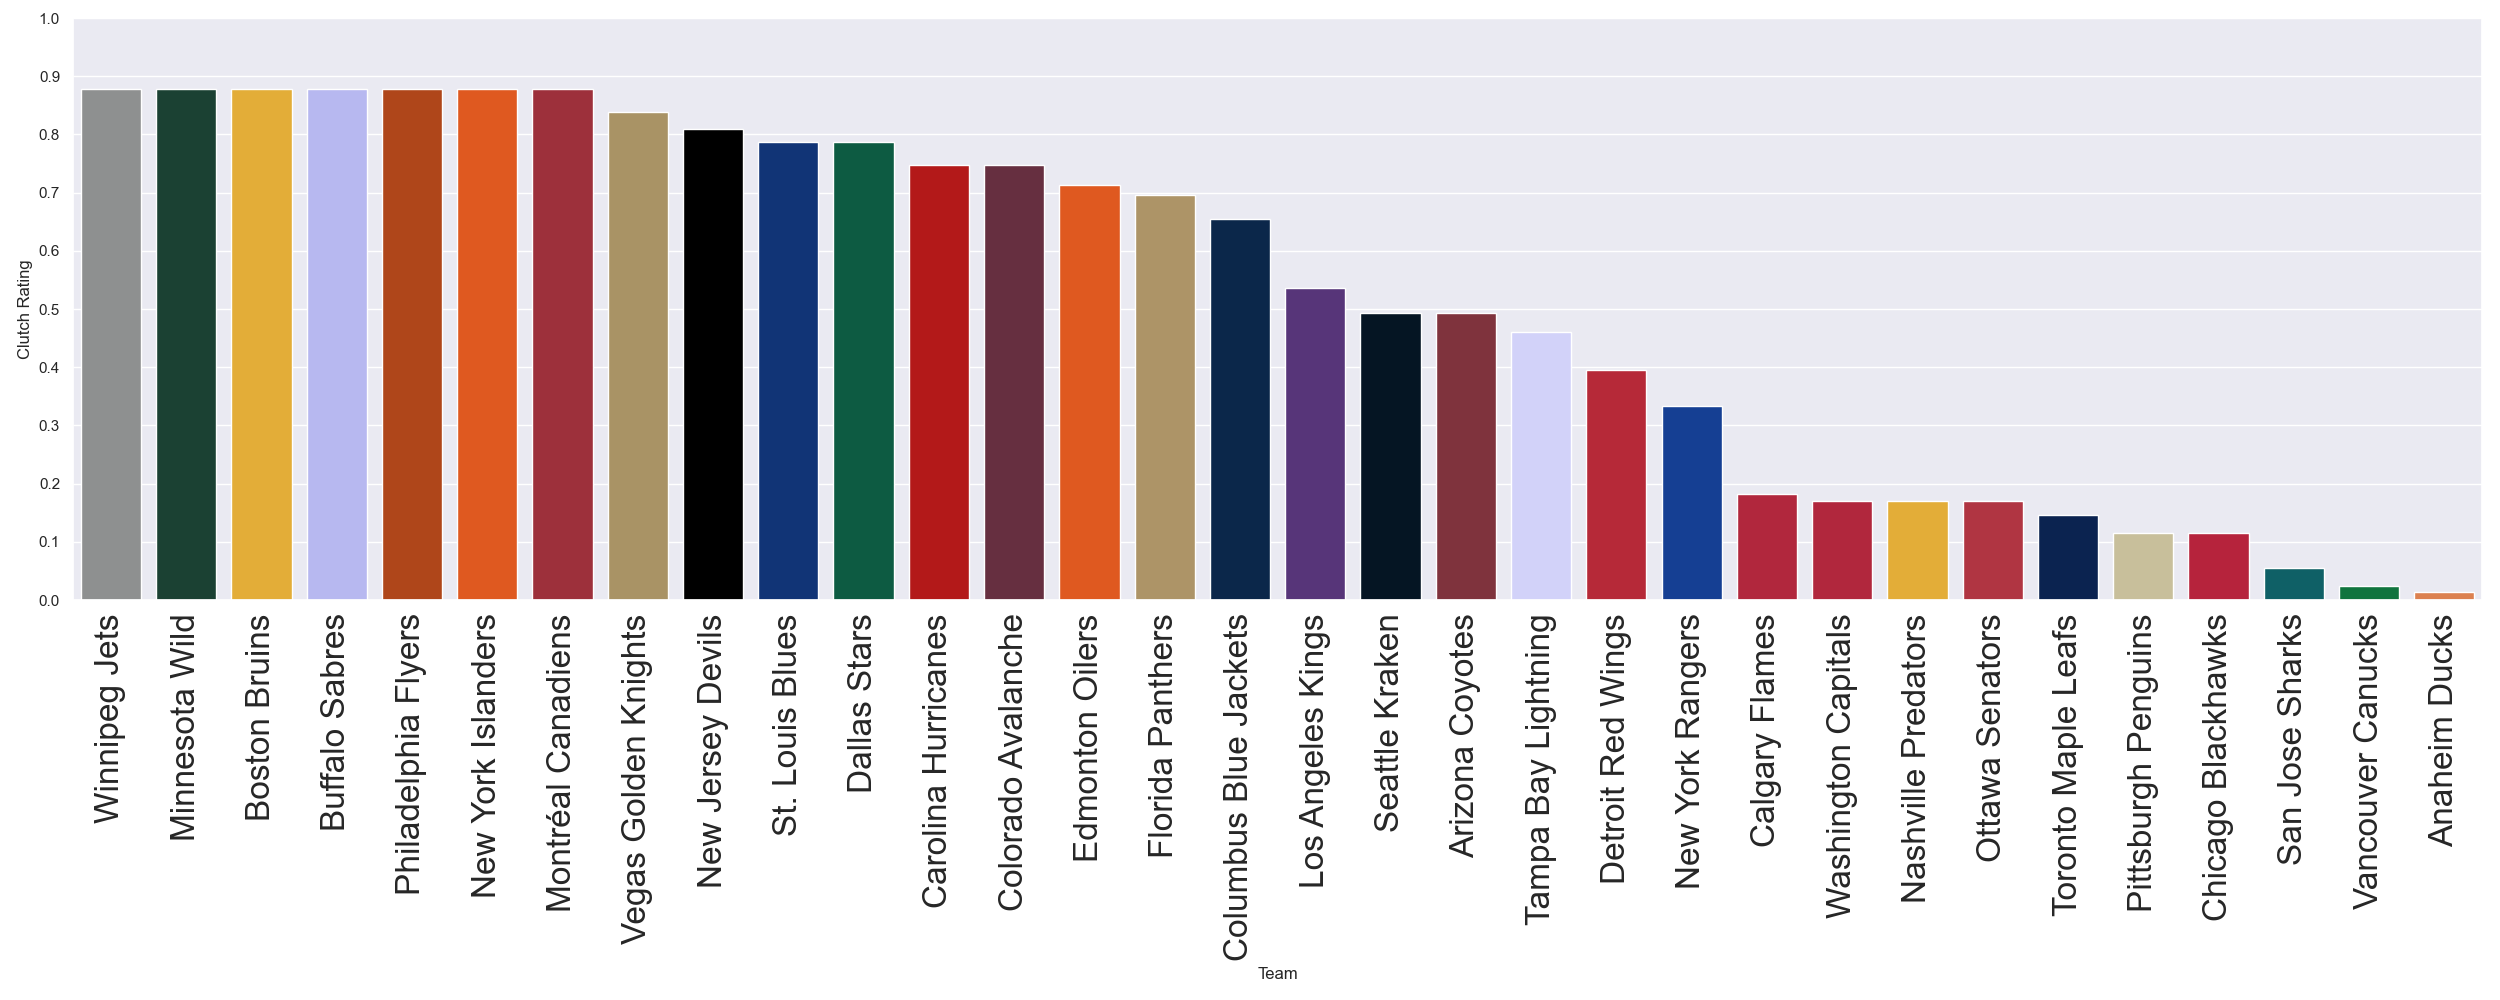 1.0
0.9
0.8
0.7
0.6
0.5
0.4
0.3
0.2
0.1
0.0
Clutch Rating
Winnipeg Jets
Minnesota Wild
Boston Bruins
Buffalo Sabres
Philadelphia Flyers
New York Islanders
Montréal Canadiens
Vegas Golden Knights
New Jersey Devils
St. Louis Blues
Dallas Stars
Carolina Hurricanes
Colorado Avalanche
Edmonton Oilers
Florida Panthers
Columbus Blue Jackets
Los Angeles Kings
Seattle Kraken
Arizona Coyotes
Tampa Bay Lightning
Detroit Red Wings
New York Rangers
Calgary Flames
Washington Capitals
Nashville Predators
Ottawa Senators
Toronto Maple Leafs
Pittsburgh Penguins
Chicago Blackhawks
San Jose Sharks
Vancouver Canucks
Anaheim Ducks
Team